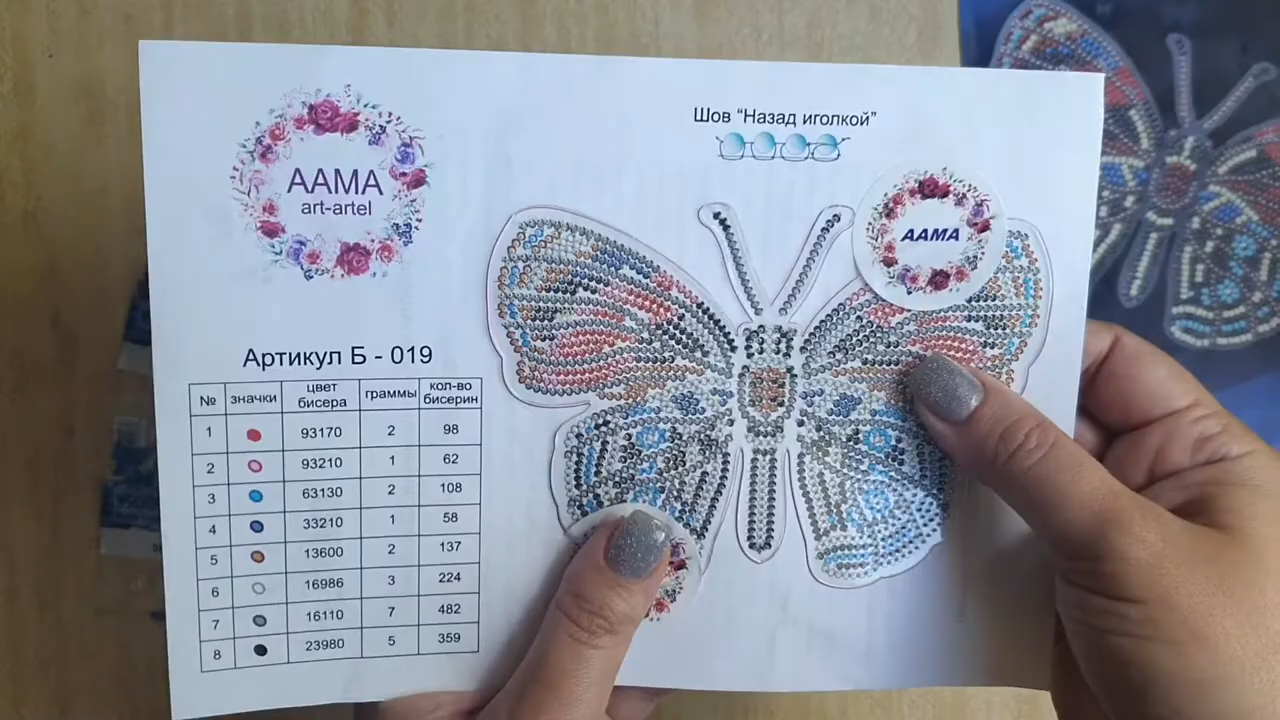 AAMA
art-artel
Шов “Назад иголкой”
AAMA
Артикул Б - 019
№ значки цвет бисера граммы кол-во бисерин
1 93170 2 98
2 93210 1 62
3 63130 2 108
4 33210 1 58
5 13600 2 137
6 16986 3 224
7 16110 7 482
8 23980 5 359